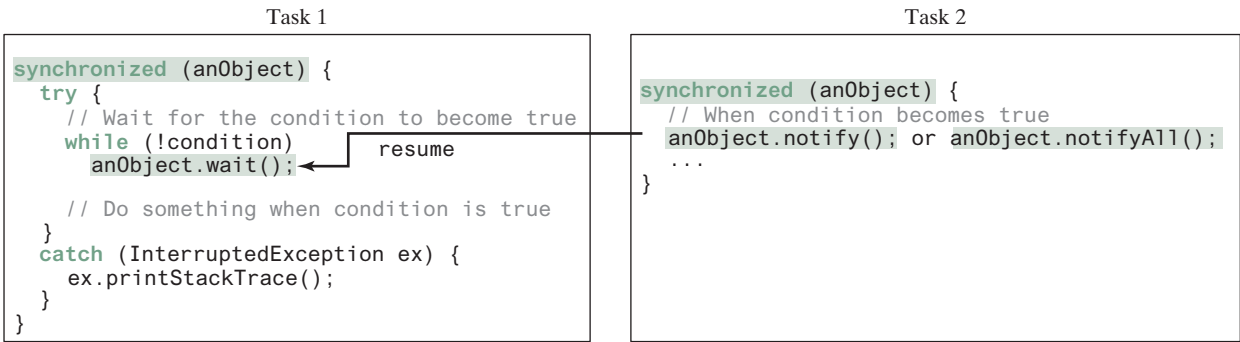 Task 1
synchronized (anObject) {
try {
// Wait for the condition to become true
while (!condition)
anObject.wait();
// Do something when condition is true
}
catch (InterruptedException ex) {
ex.printStackTrace();
}
}
resume
Task 2
synchronized (anObject) {
// When condition becomes true
anObject.notify(); or anObject.notifyAll();
...
}